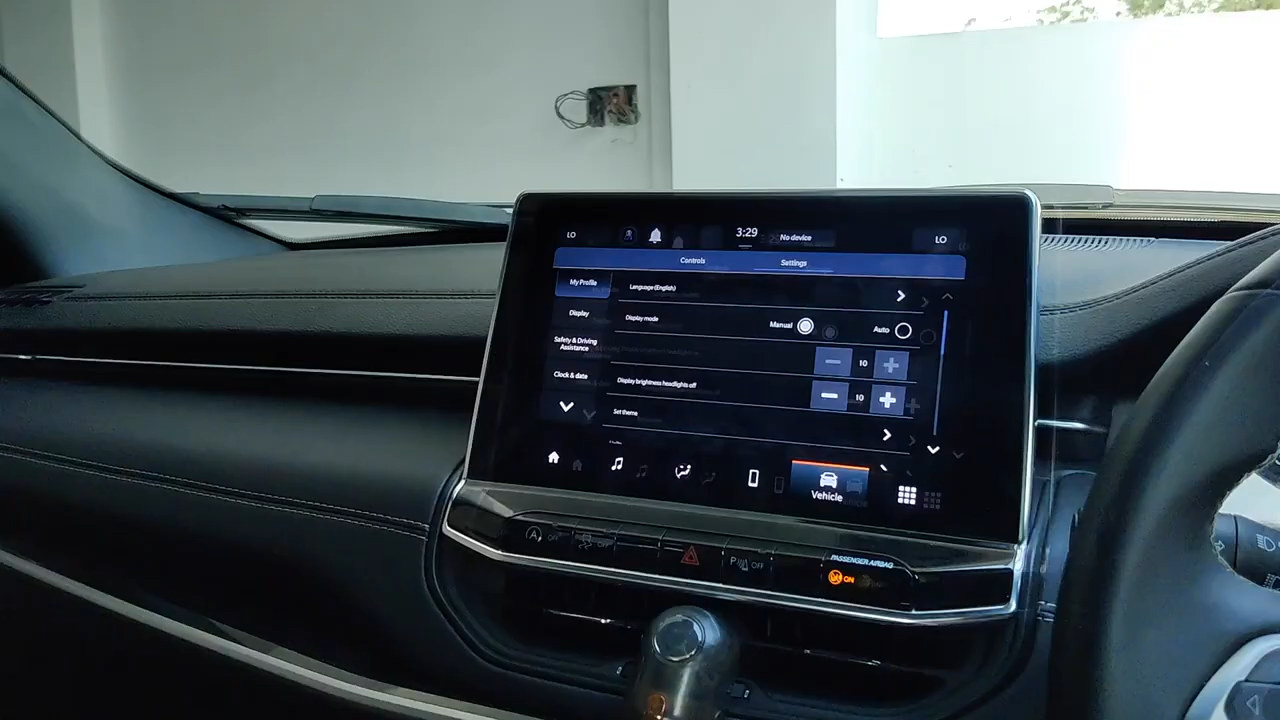 LO 3:29 No device LO
Controls Settings
My Profile
Language (English)
Display
Display mode Manual Auto
Safety & Driving
Assistance
10
Clock & date
Display brightness headlights off 10
Set theme
Vehicle
A OFF
OFF
P OFF
PASSENGER AIRBAG
ON